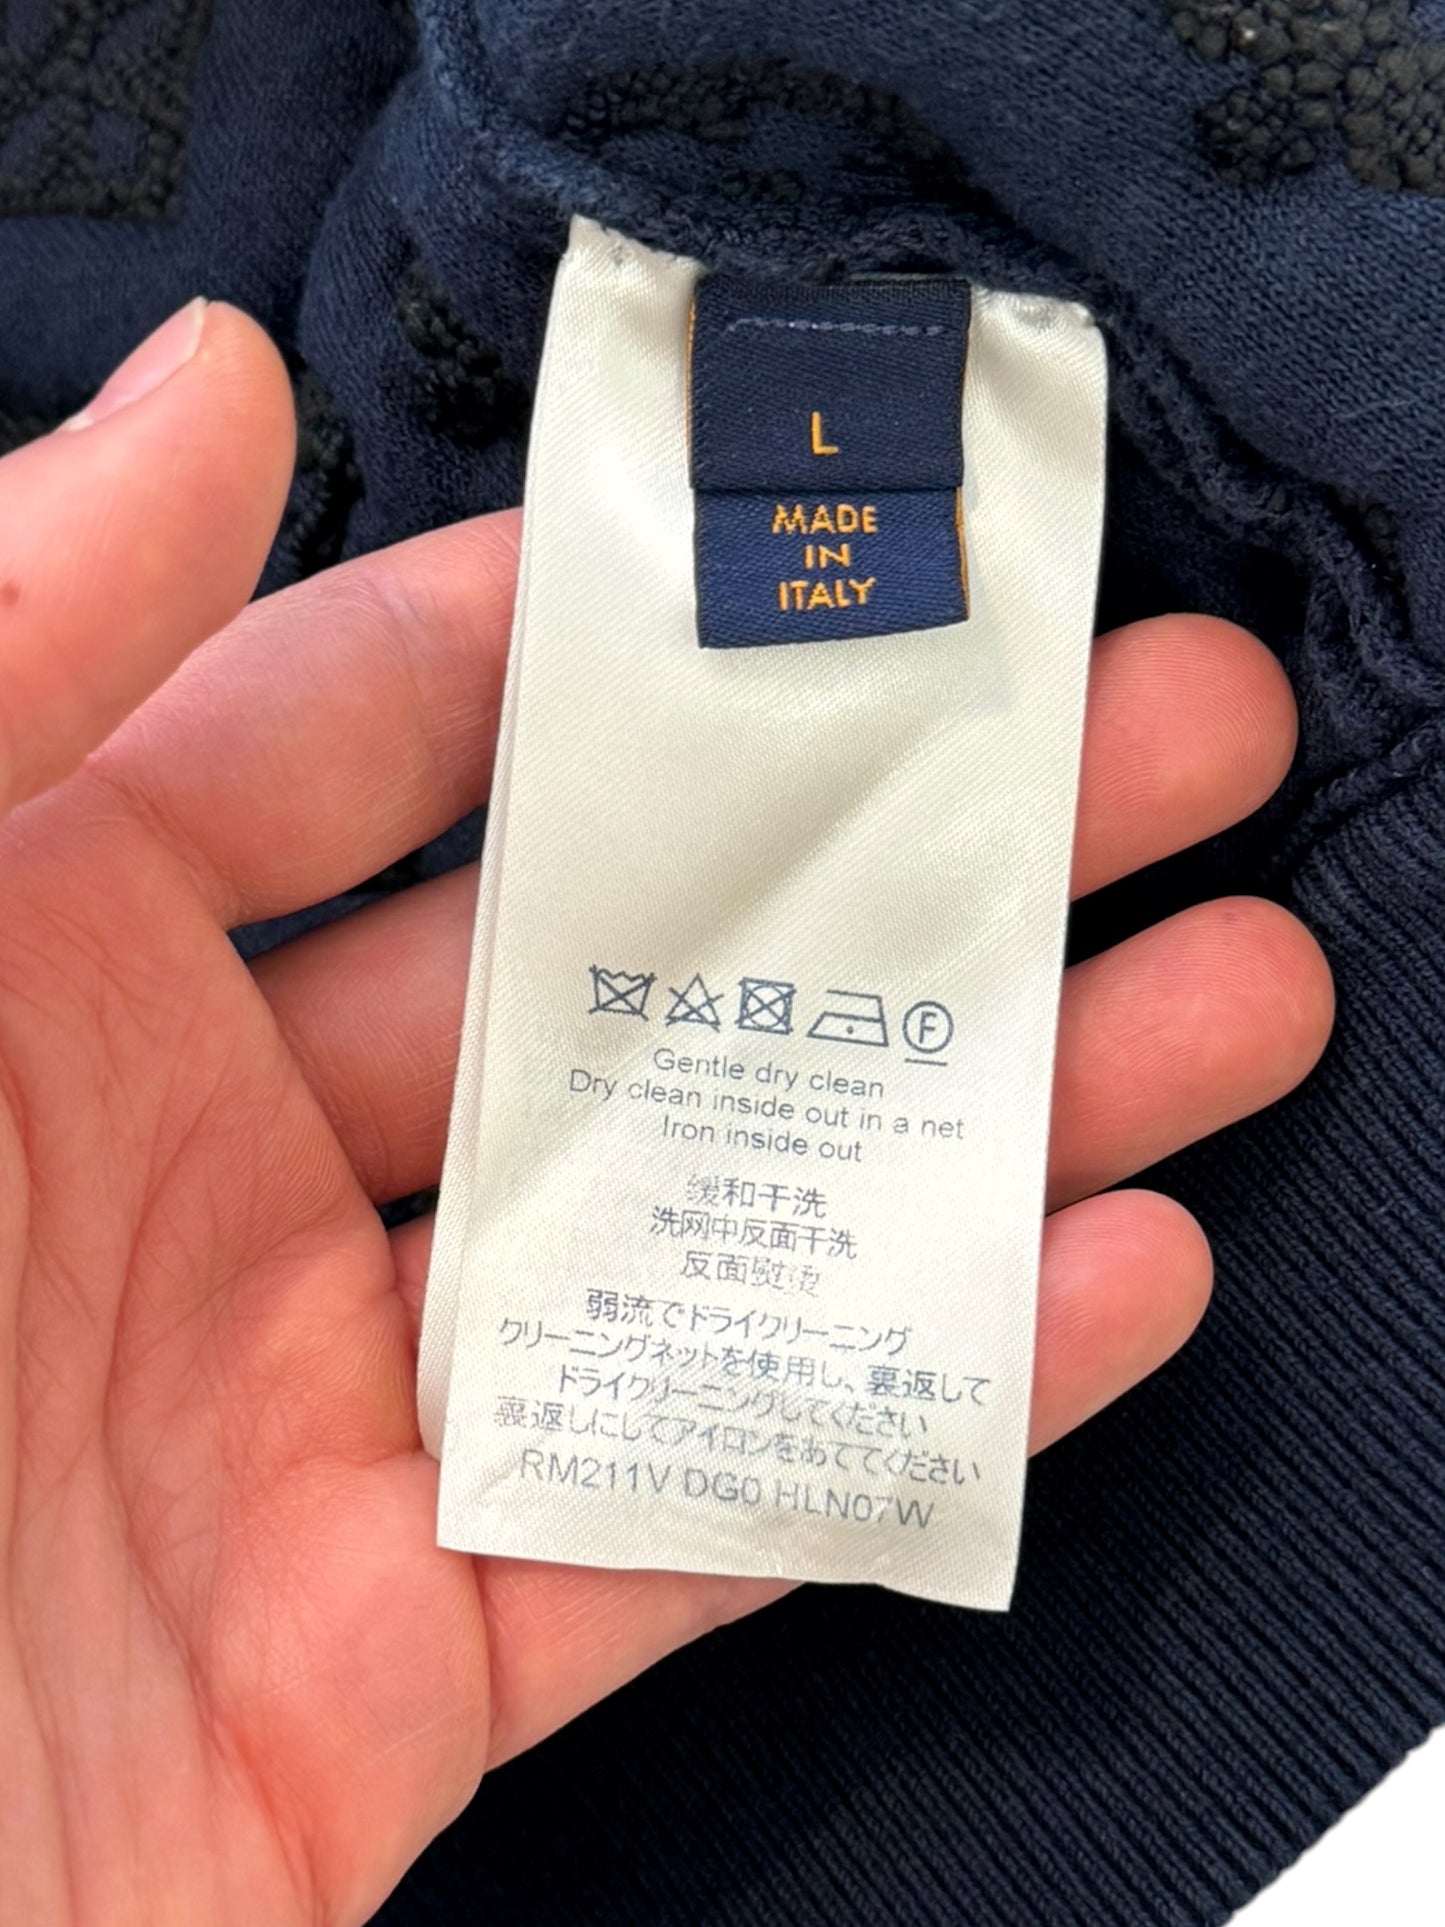 L
MADE
IN
ITALY
F
Gentle dry clean
Dry clean inside out in a net
Iron inside out
缓和干洗
洗网中反面干洗
反面熨烫
弱流でドライクリーニング
クリーニングネットを使用し、裏返して
ドライクリーニングしてください
裏返しにしてアイロンをあててください
RM211V DG0 HLN07W